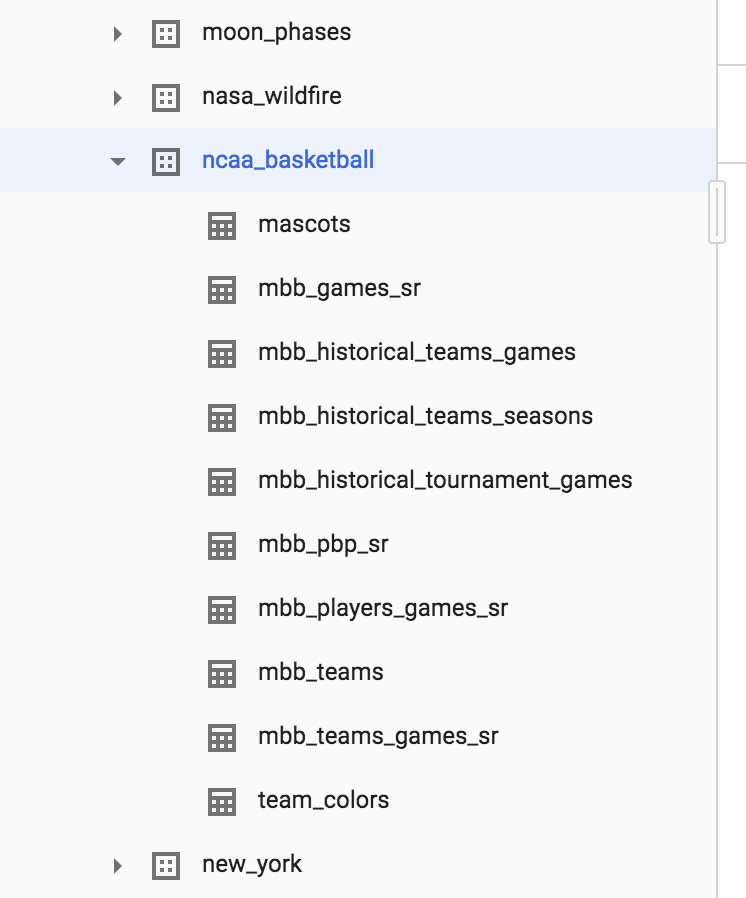 moon_phases
nasa_wildfire
ncaa_basketball
mascots
mbb_games_sr
mbb_historical_teams_games
mbb_historical_teams_seasons
mbb_historical_tournament_games
mbb_pbp_sr
mbb_players_games_sr
mbb_teams
mbb_teams_games_sr
team_colors
new_york